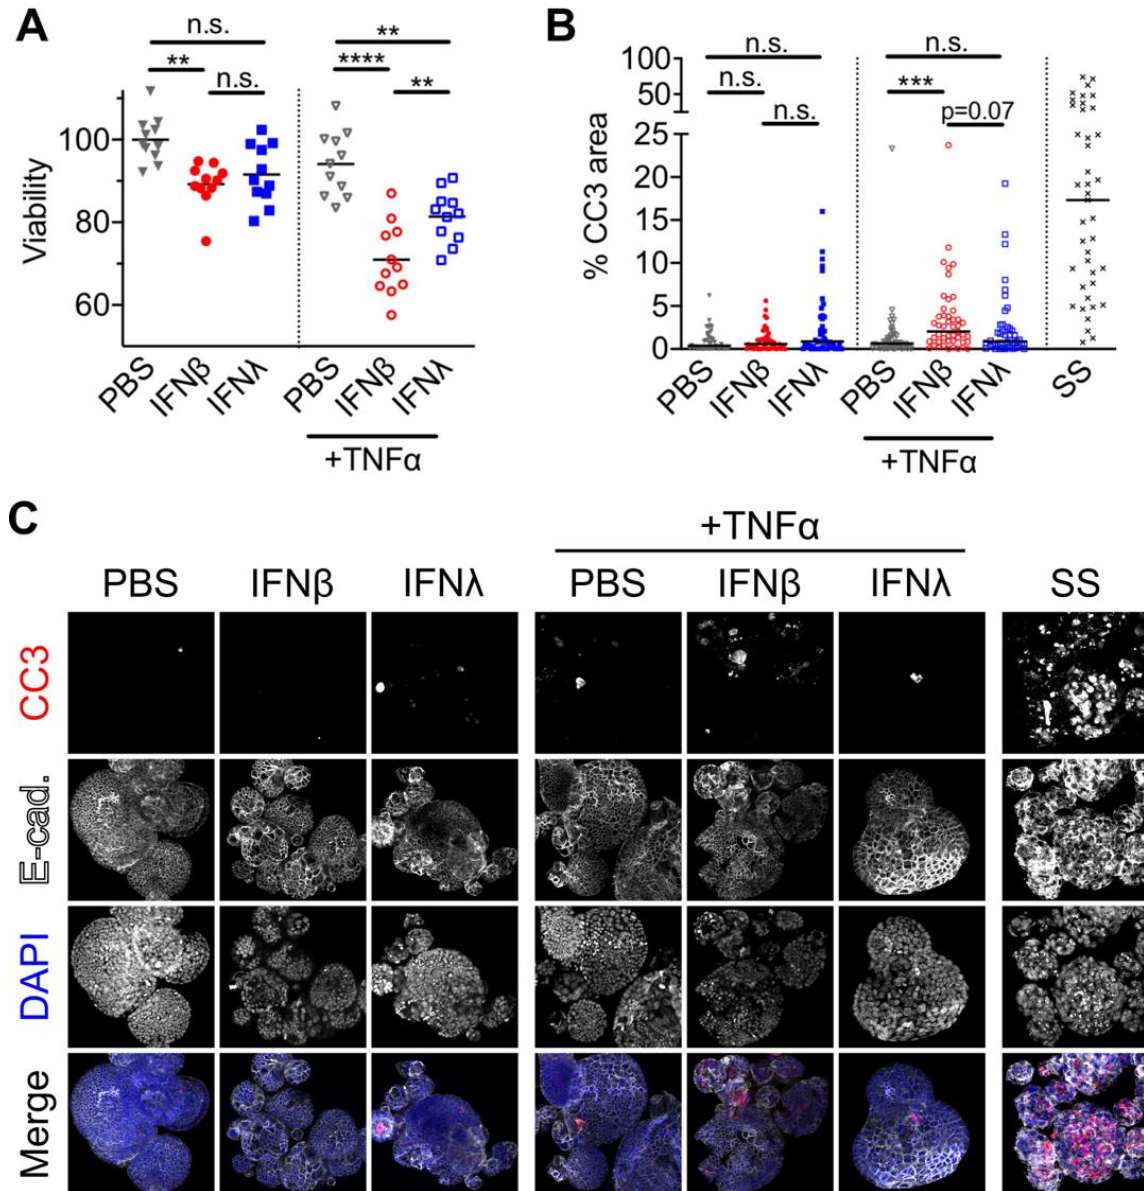 A
n.s.
**
**
****
n.s.
**
Viability
100
80
60
PBS
IFNβ
IFNλ
PBS
IFNβ
IFNλ
+TNFα
B
n.s.
n.s.
n.s.
***
n.s.
p=0.07
% CC3 area
100
50
25
20
15
10
5
0
PBS
IFNβ
IFNλ
PBS
IFNβ
IFNλ
SS
+TNFα
C
+TNFα
PBS IFNβ IFNλ PBS IFNβ IFNλ SS
CC3
E-cad.
DAPI
Merge